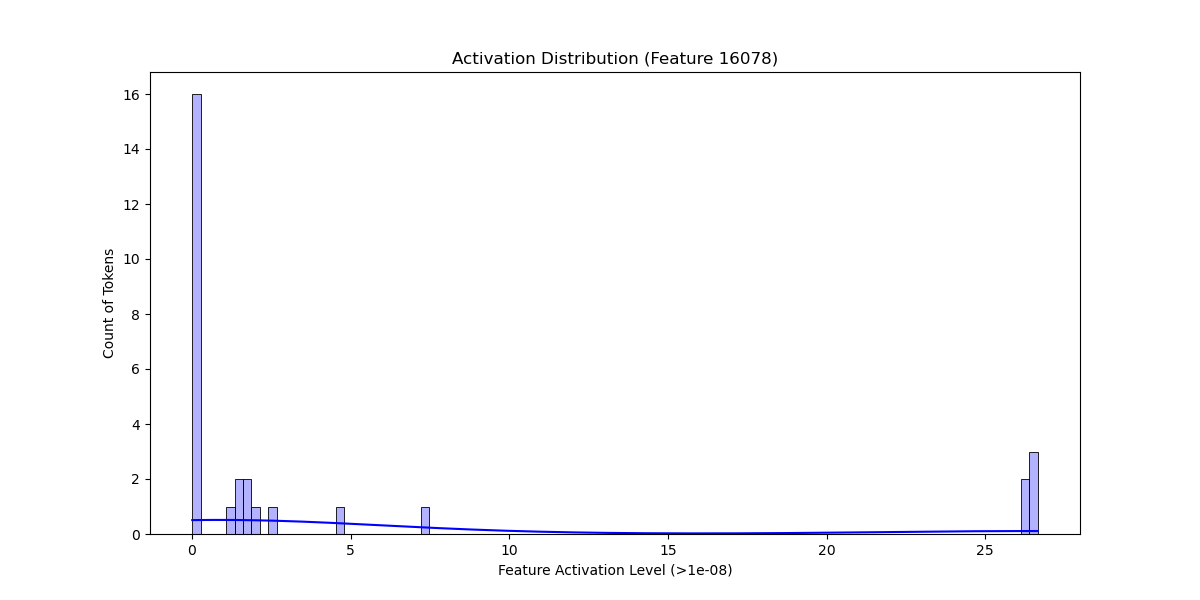 Activation Distribution (Feature 16078)
16
14
12
10
8
6
4
2
0
Count of Tokens
0 5 10 15 20 25
Feature Activation Level (>1e-08)